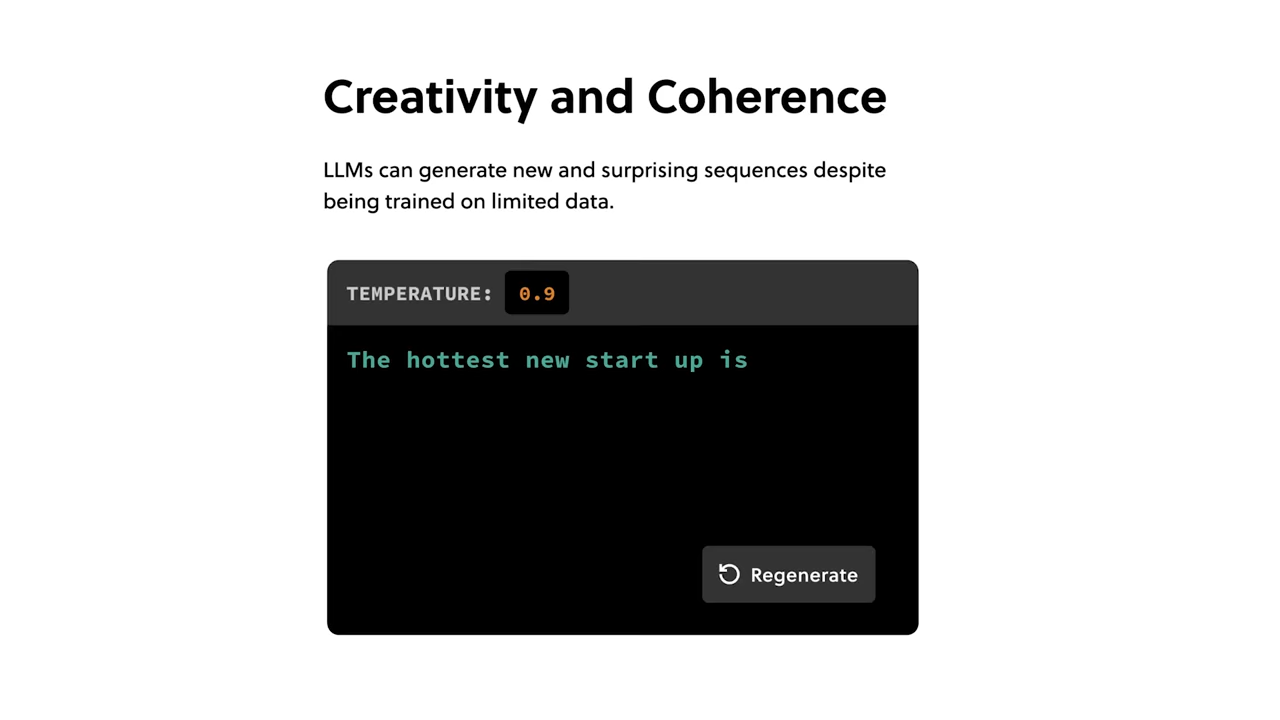 Creativity and Coherence
LLMs can generate new and surprising sequences despite
being trained on limited data.
TEMPERATURE: 0.9
The hottest new start up is
Regenerate